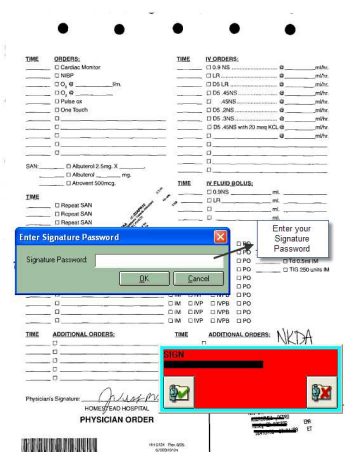 TIME ORDERS: TIME IV ORDERS:
Cardiac Monitor 0.9 NS @ ml/hr.
NIBP LR @ ml/hr.
O₂ @ l/m. D5 LR @ ml/hr.
O₂ @ D5 .45NS @ ml/hr.
Pulse ox .45NS @ ml/hr.
One Touch D5 .2NS @ ml/hr.
D5 .3NS @ ml/hr.
D5 .45NS with 20 meq KCL @ ml/hr.
SAN: Albuterol 2.5mg. X
Albuterol mg.
Atrovent 500mcg. TIME IV FLUID BOLUS:
0.9NS ml.
TIME LR ml.
Repeat SAN ml.
Repeat SAN
Repeat SAN
Enter Signature Password
Enter your
Signature
Password
Signature Password:
OK Cancel
PO
PO Td 0.5ml IM
PO TIG 250 units IM
PO
PO
IM IVP IVPB PO
IM IVP IVPB PO
IM IVP IVPB PO
TIME ADDITIONAL ORDERS: TIME ADDITIONAL ORDERS: NKDA
SIGN
Physician's Signature:
HOMESTEAD HOSPITAL
PHYSICIAN ORDER
ER
ET